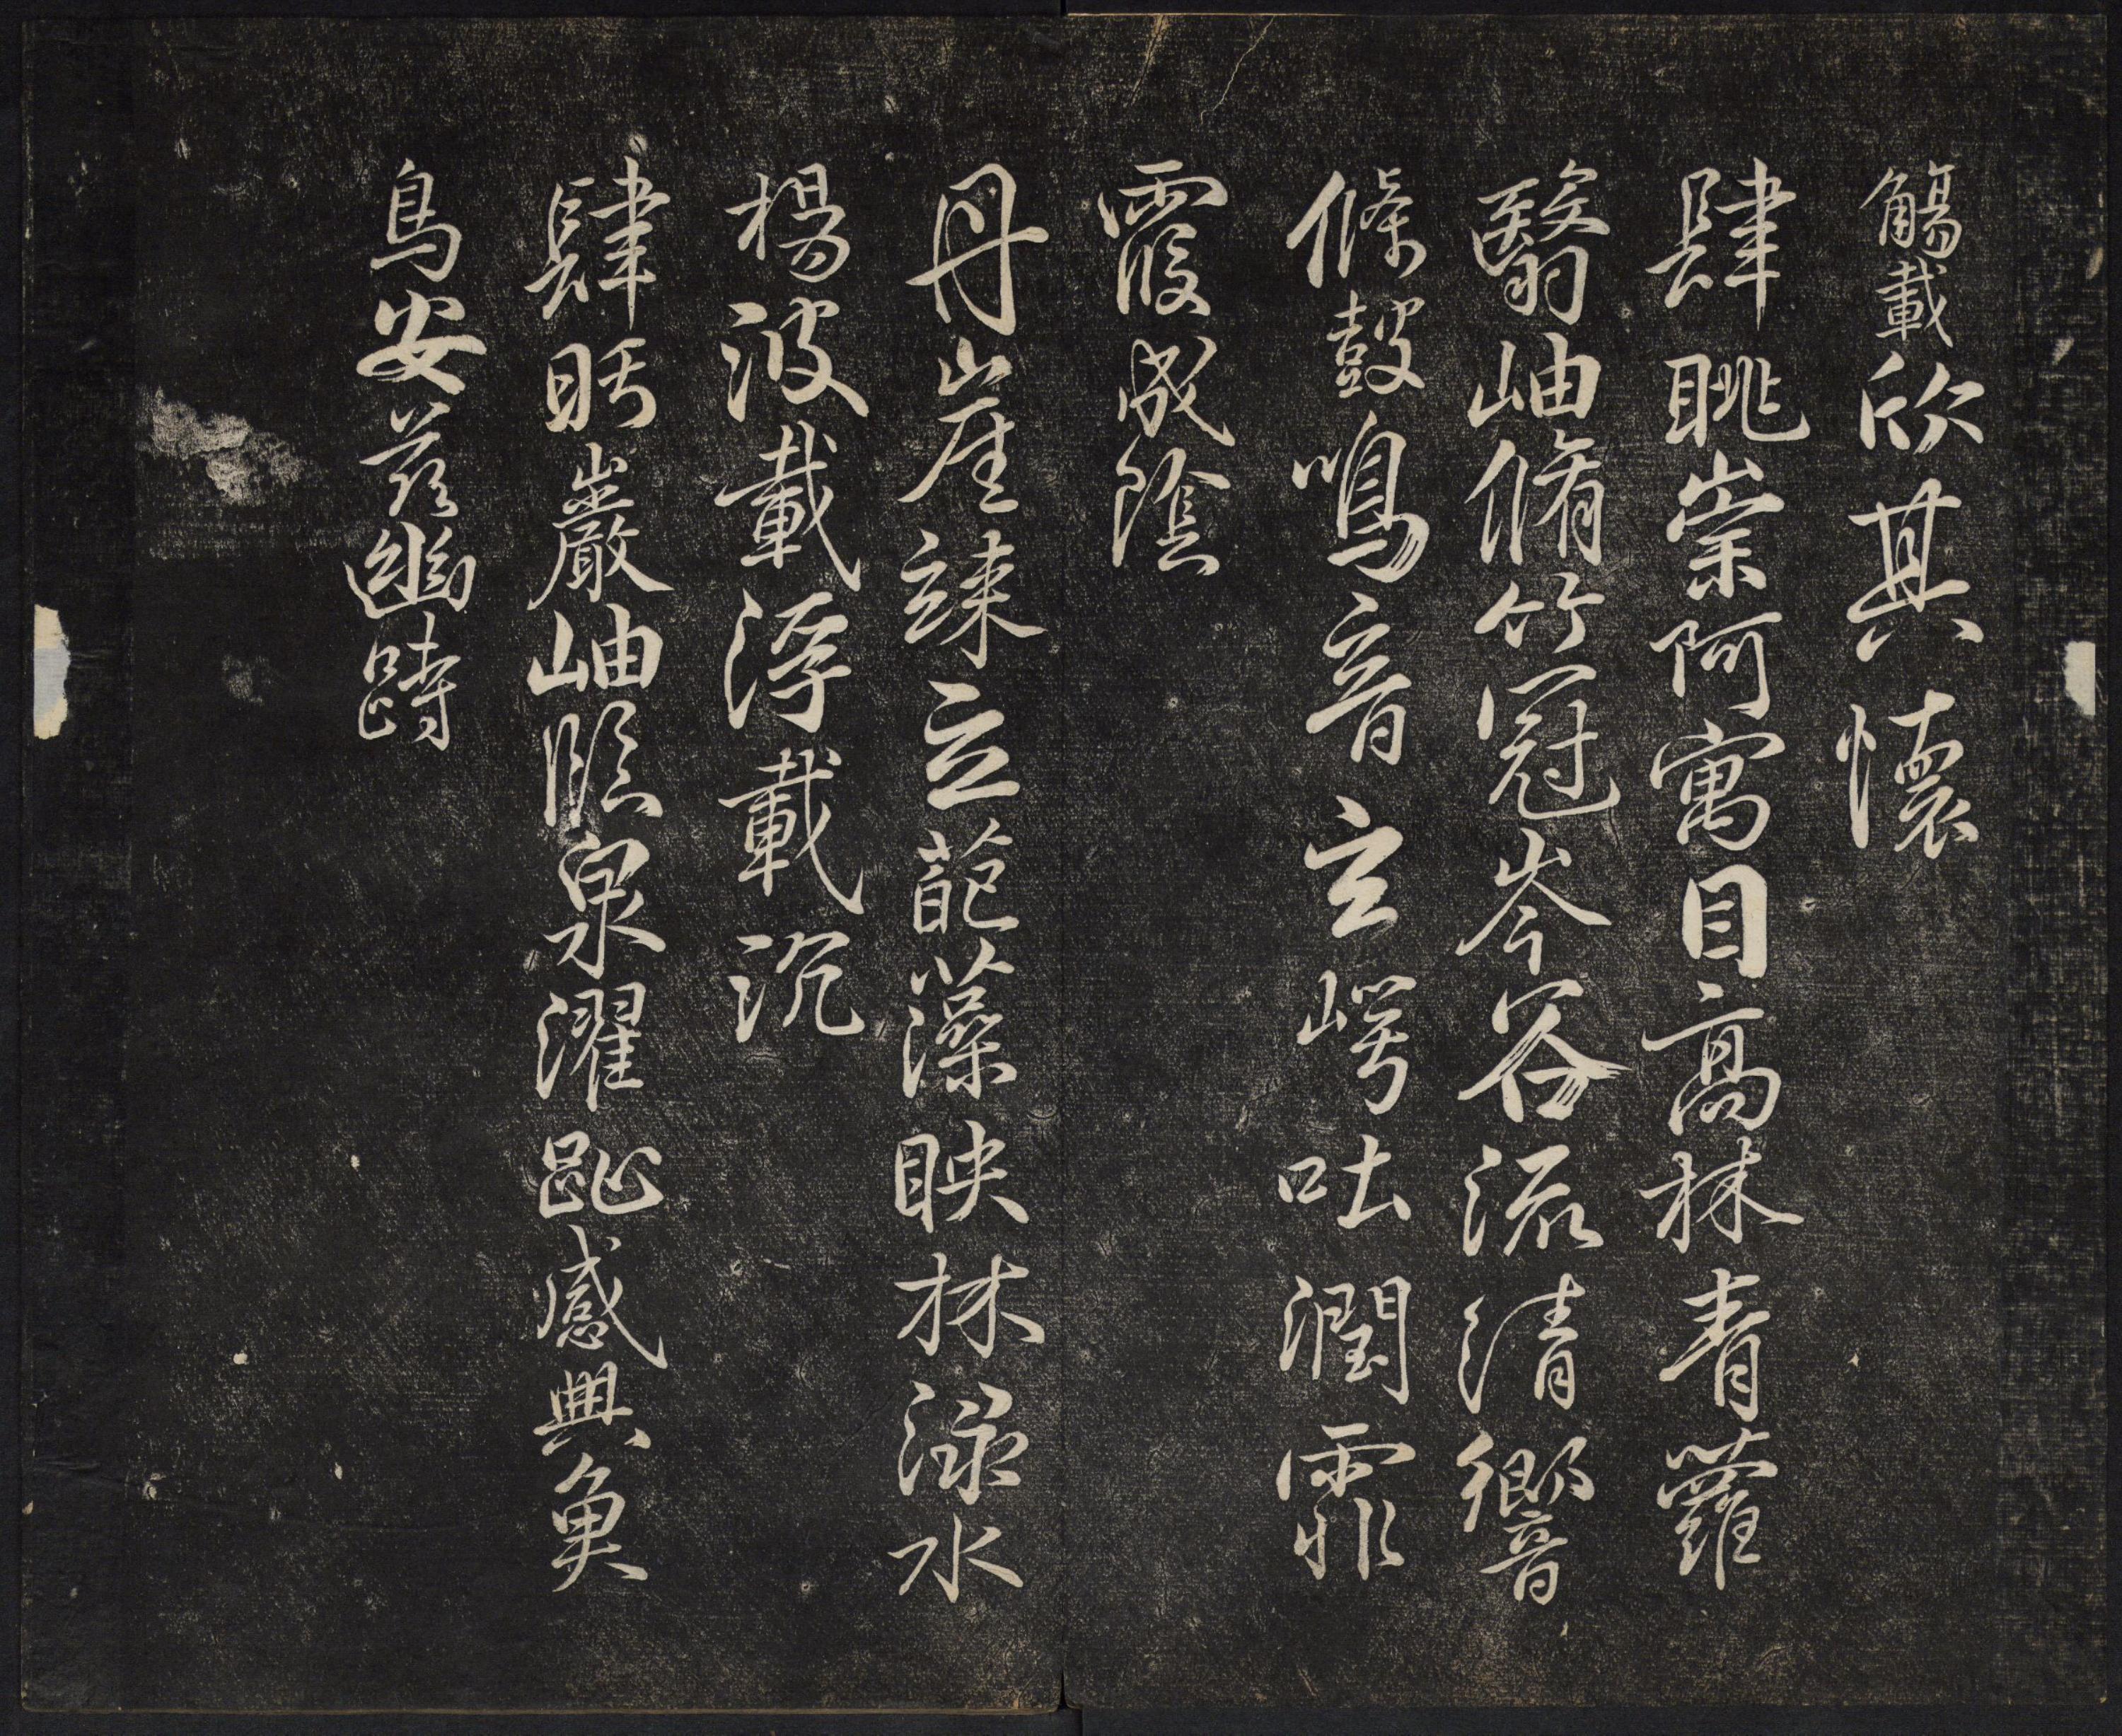 觴載欣其懷
肆眺崇阿寓目高林青蘿
翳岫脩竹冠岑谷流清響
條鼓鳴音玄崿吐潤霏
霞成陰
丹崖竦立葩藻映林淥水
楊波載浮載沉
肆眄巖岫臨泉濯趾感興魚
鳥安茲幽跱